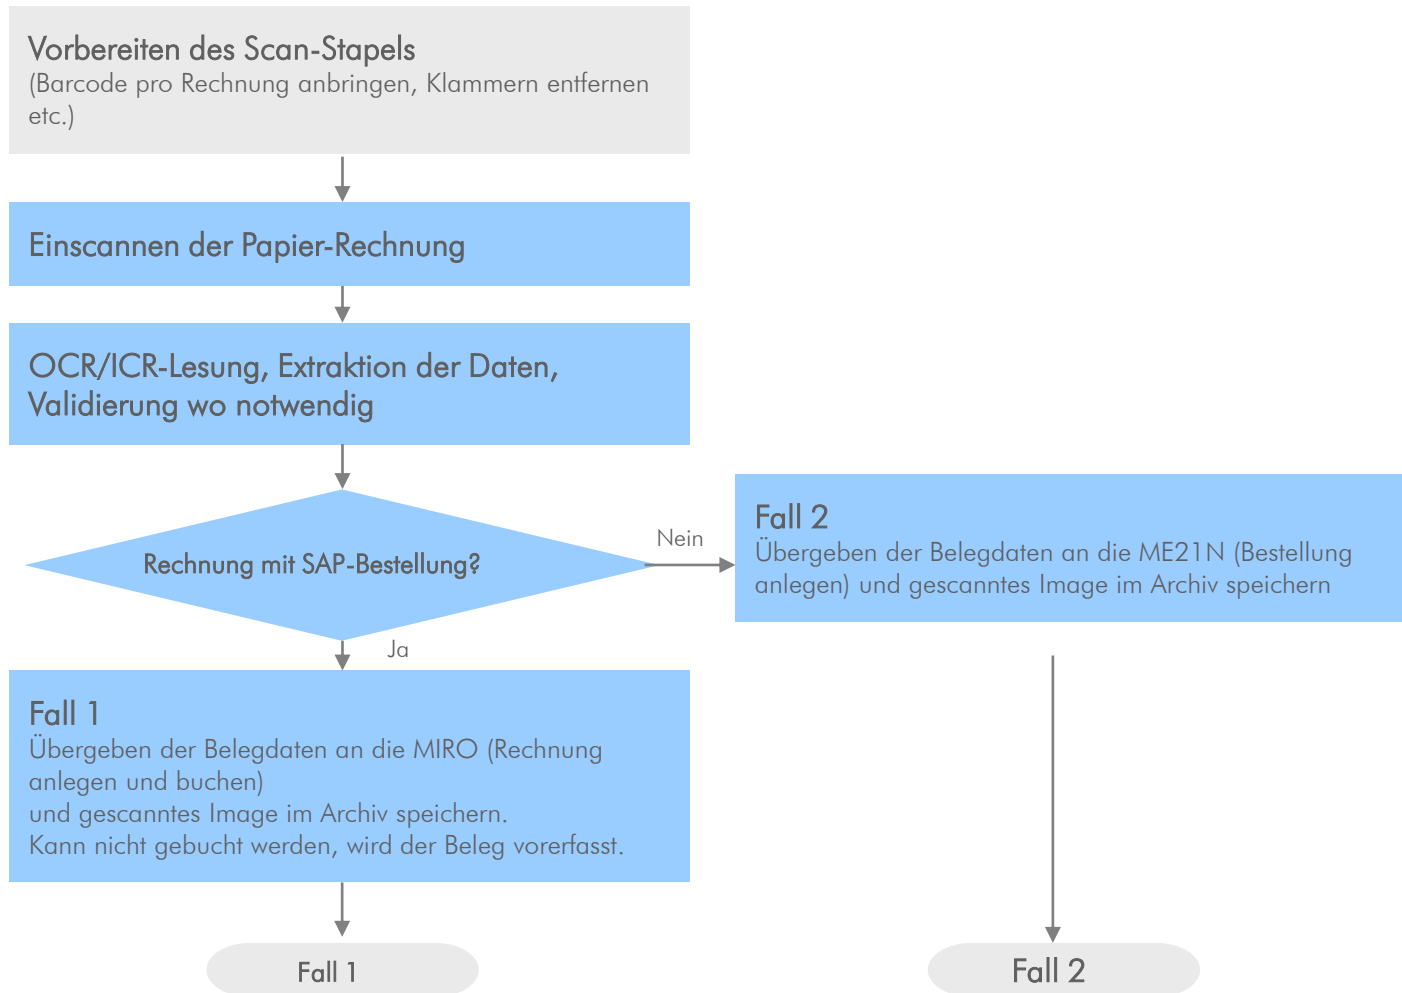 Vorbereiten des Scan-Stapels
(Barcode pro Rechnung anbringen, Klammern entfernen
etc.)
Einscannen der Papier-Rechnung
OCR/ICR-Lesung, Extraktion der Daten,
Validierung wo notwendig
Rechnung mit SAP-Bestellung?
Nein
Fall 2
Übergeben der Belegdaten an die ME21N (Bestellung
anlegen) und gescanntes Image im Archiv speichern
Ja
Fall 1
Übergeben der Belegdaten an die MIRO (Rechnung
anlegen und buchen)
und gescanntes Image im Archiv speichern.
Kann nicht gebucht werden, wird der Beleg vorerfasst.
Fall 1
Fall 2